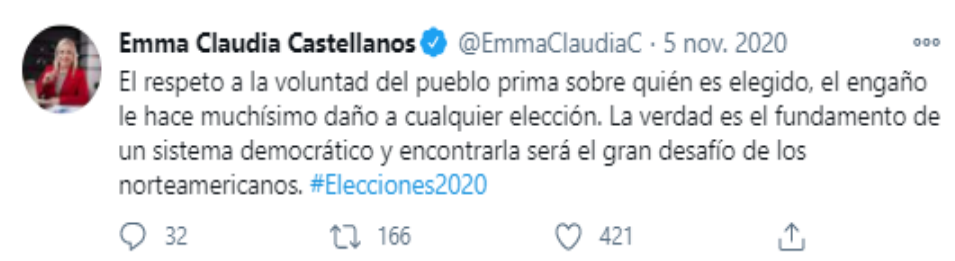 Emma Claudia Castellanos @EmmaClaudiaC · 5 nov. 2020
El respeto a la voluntad del pueblo prima sobre quién es elegido, el engaño
le hace muchísimo daño a cualquier elección. La verdad es el fundamento de
un sistema democrático y encontrarla será el gran desafío de los
norteamericanos. #Elecciones2020
32 166 421